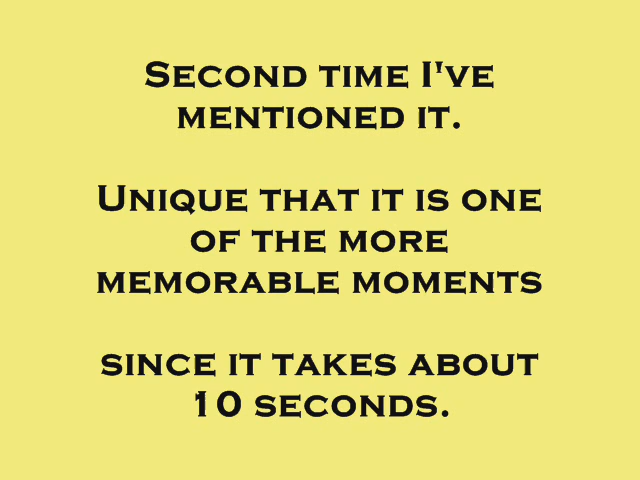 Second time I've
mentioned it.
Unique that it is one
of the more
memorable moments
since it takes about
10 seconds.